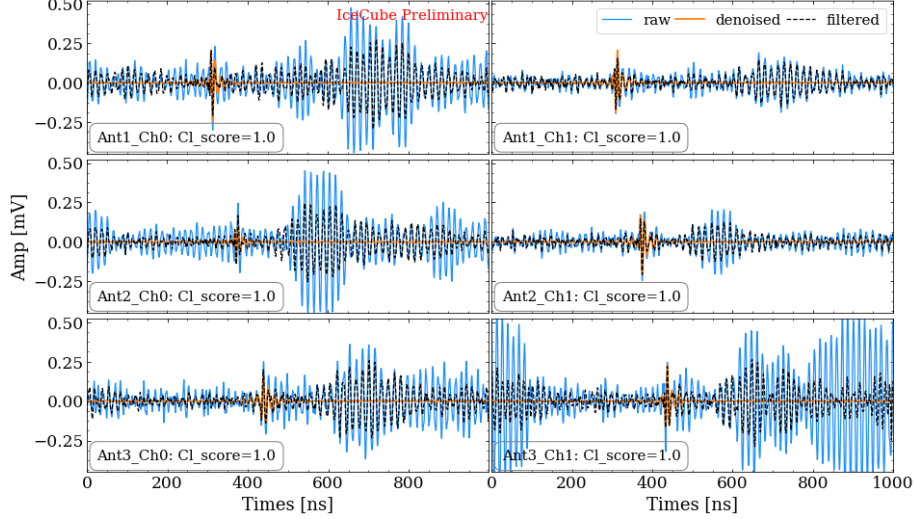 IceCube Preliminary
raw denoised filtered
0.50
0.25
0.00
−0.25
Ant1_Ch0: Cl_score=1.0
Ant1_Ch1: Cl_score=1.0
0.50
0.25
0.00
−0.25
Amp [mV]
Ant2_Ch0: Cl_score=1.0
Ant2_Ch1: Cl_score=1.0
0.50
0.25
0.00
−0.25
Ant3_Ch0: Cl_score=1.0
Ant3_Ch1: Cl_score=1.0
0 200 400 600 800 0 200 400 600 800 1000
Times [ns] Times [ns]